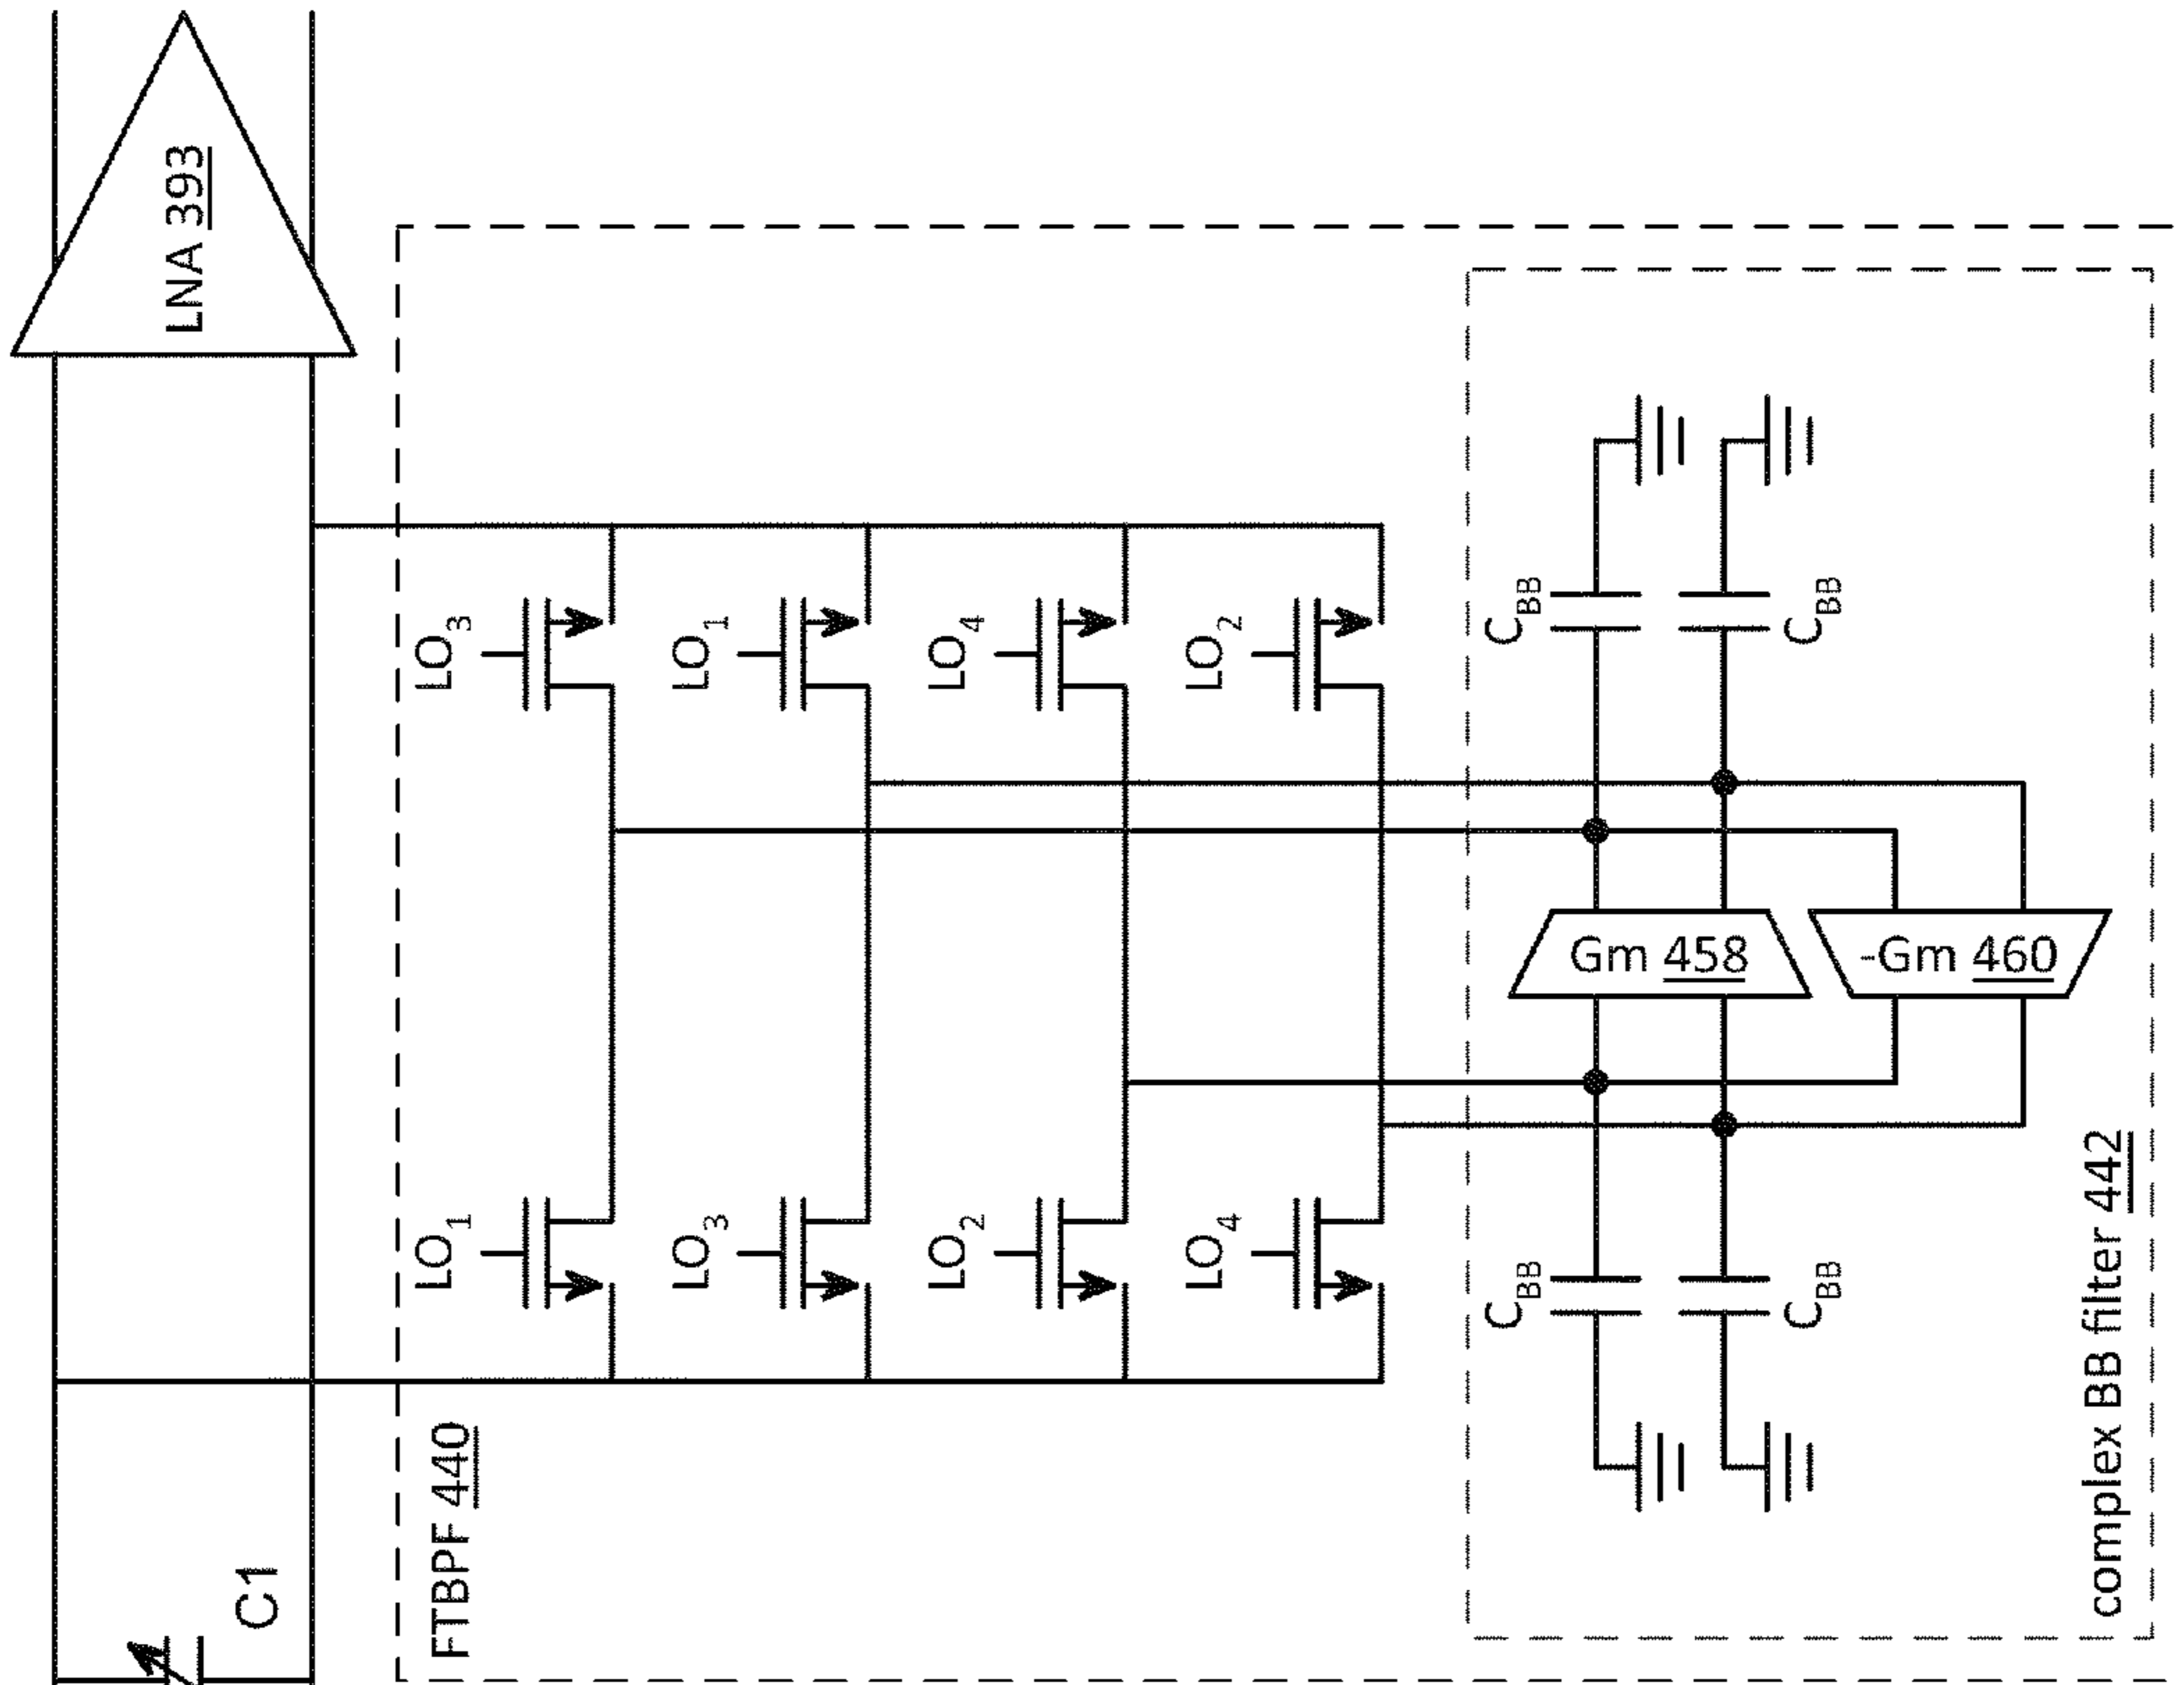 LNA 393
C1
FTBPF 440
LO1
LO3
LO3
LO1
LO2
LO4
LO4
LO2
CBB
CBB
CBB
CBB
Gm 458
-Gm 460
complex BB filter 442